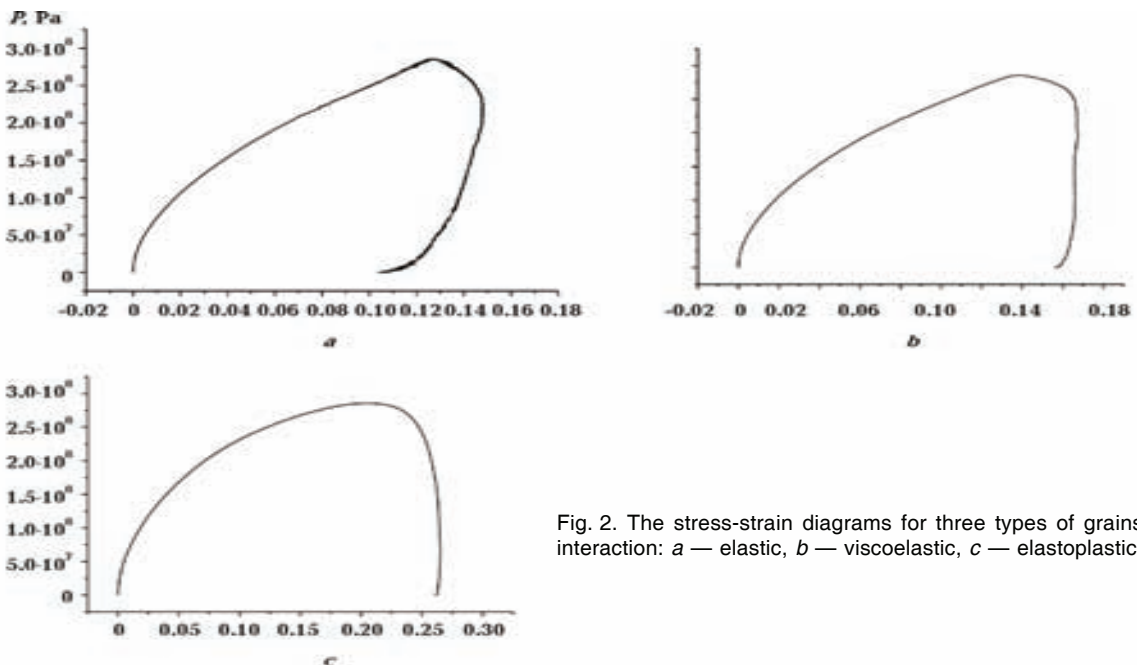 P, Pa
3.0·10⁸
2.5·10⁸
2.0·10⁸
1.5·10⁸
1.0·10⁸
5.0·10⁷
0
-0.02 0 0.02 0.04 0.06 0.08 0.10 0.12 0.14 0.16 0.18
a
-0.02 0 0.02 0.06 0.10 0.14 0.18
b
3.0·10⁸
2.5·10⁸
2.0·10⁸
1.5·10⁸
1.0·10⁸
5.0·10⁷
0
0 0.05 0.10 0.15 0.20 0.25 0.30
c
Fig. 2. The stress-strain diagrams for three types of grains
interaction: a — elastic, b — viscoelastic, c — elastoplastic